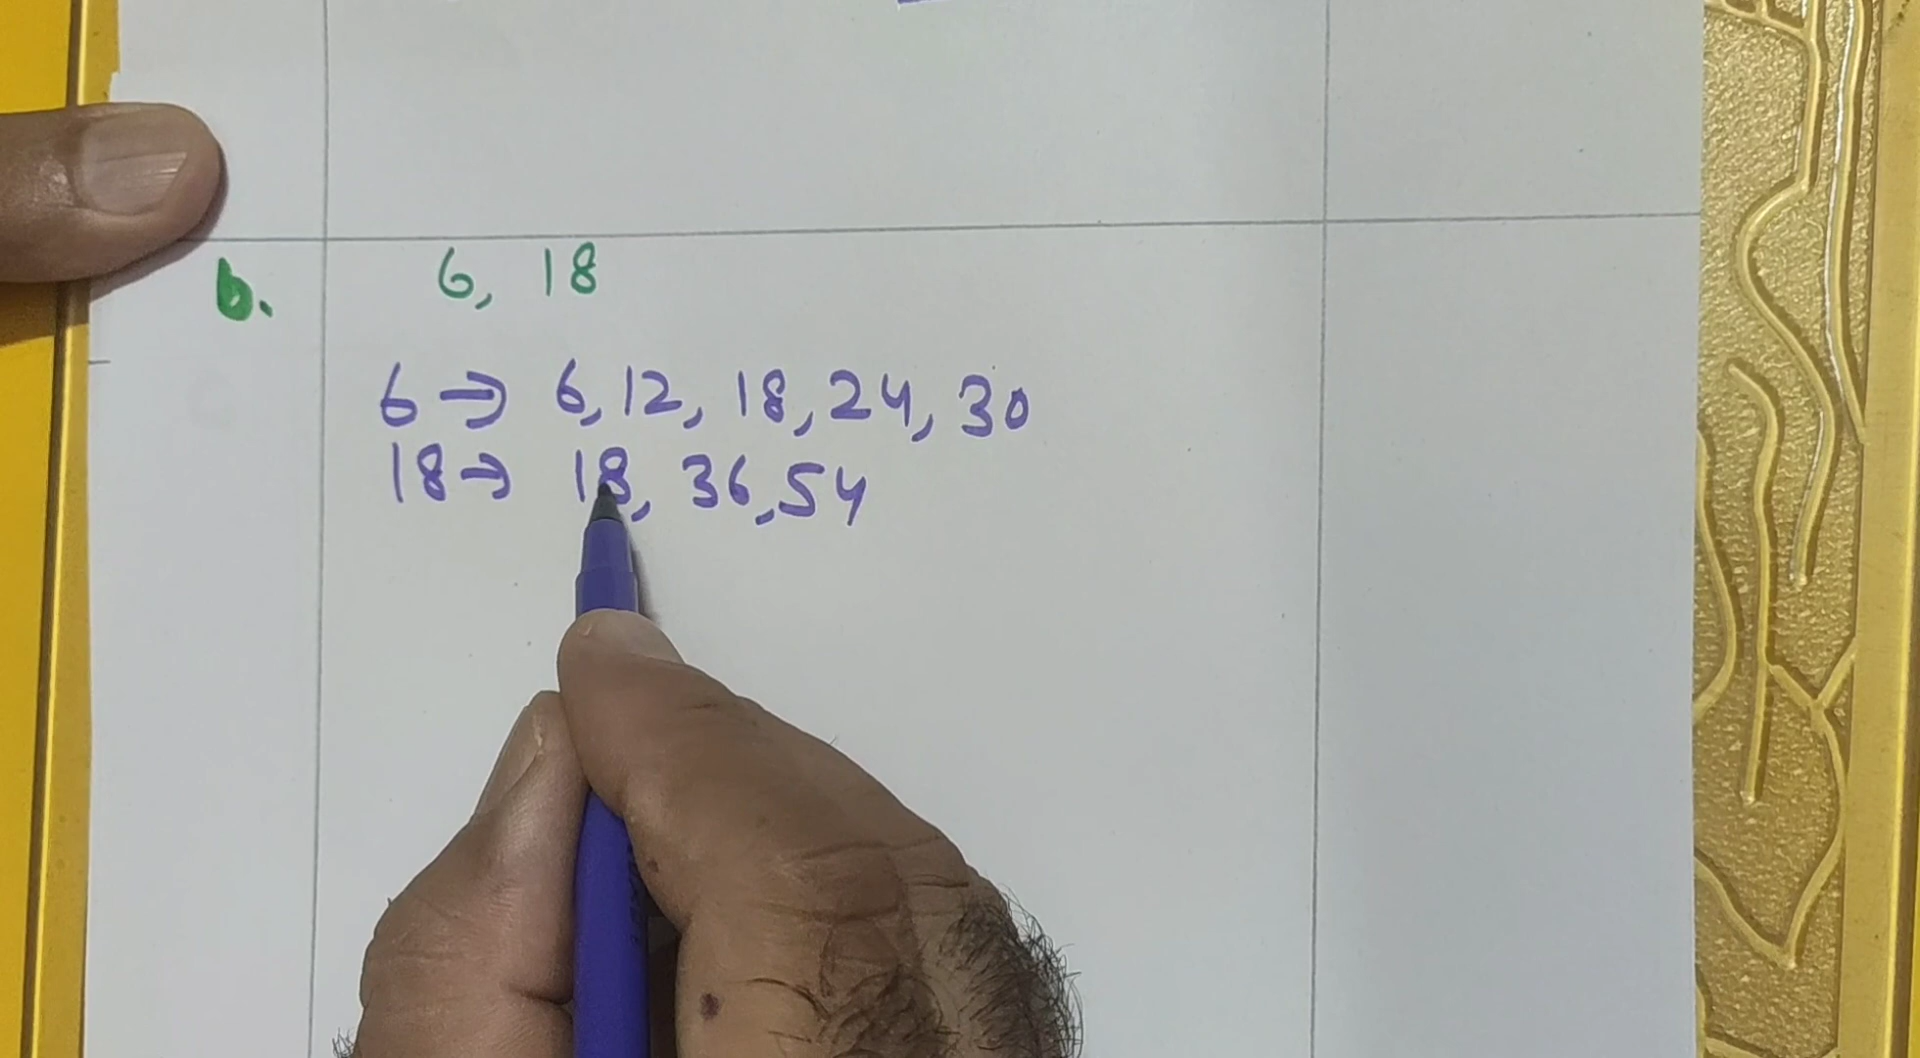 b. 6, 18
6 → 6, 12, 18, 24, 30
18 → 18, 36, 54